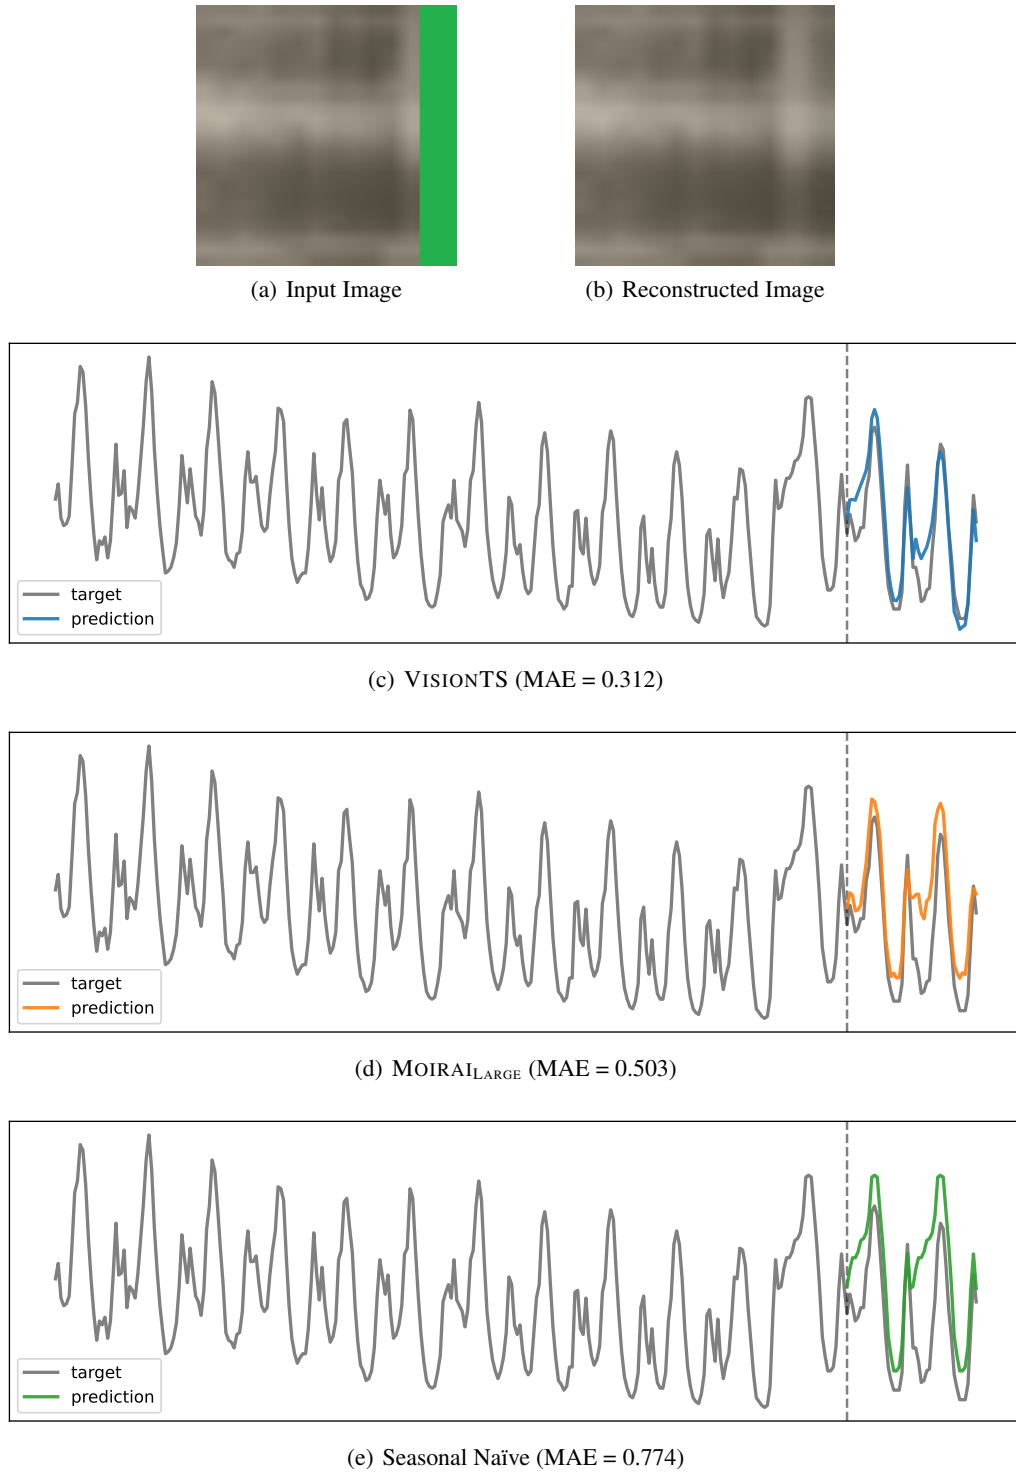 (a) Input Image
(b) Reconstructed Image
target
prediction
(c) VISIONTS (MAE = 0.312)
target
prediction
(d) MOIRAILARGE (MAE = 0.503)
target
prediction
(e) Seasonal Naïve (MAE = 0.774)